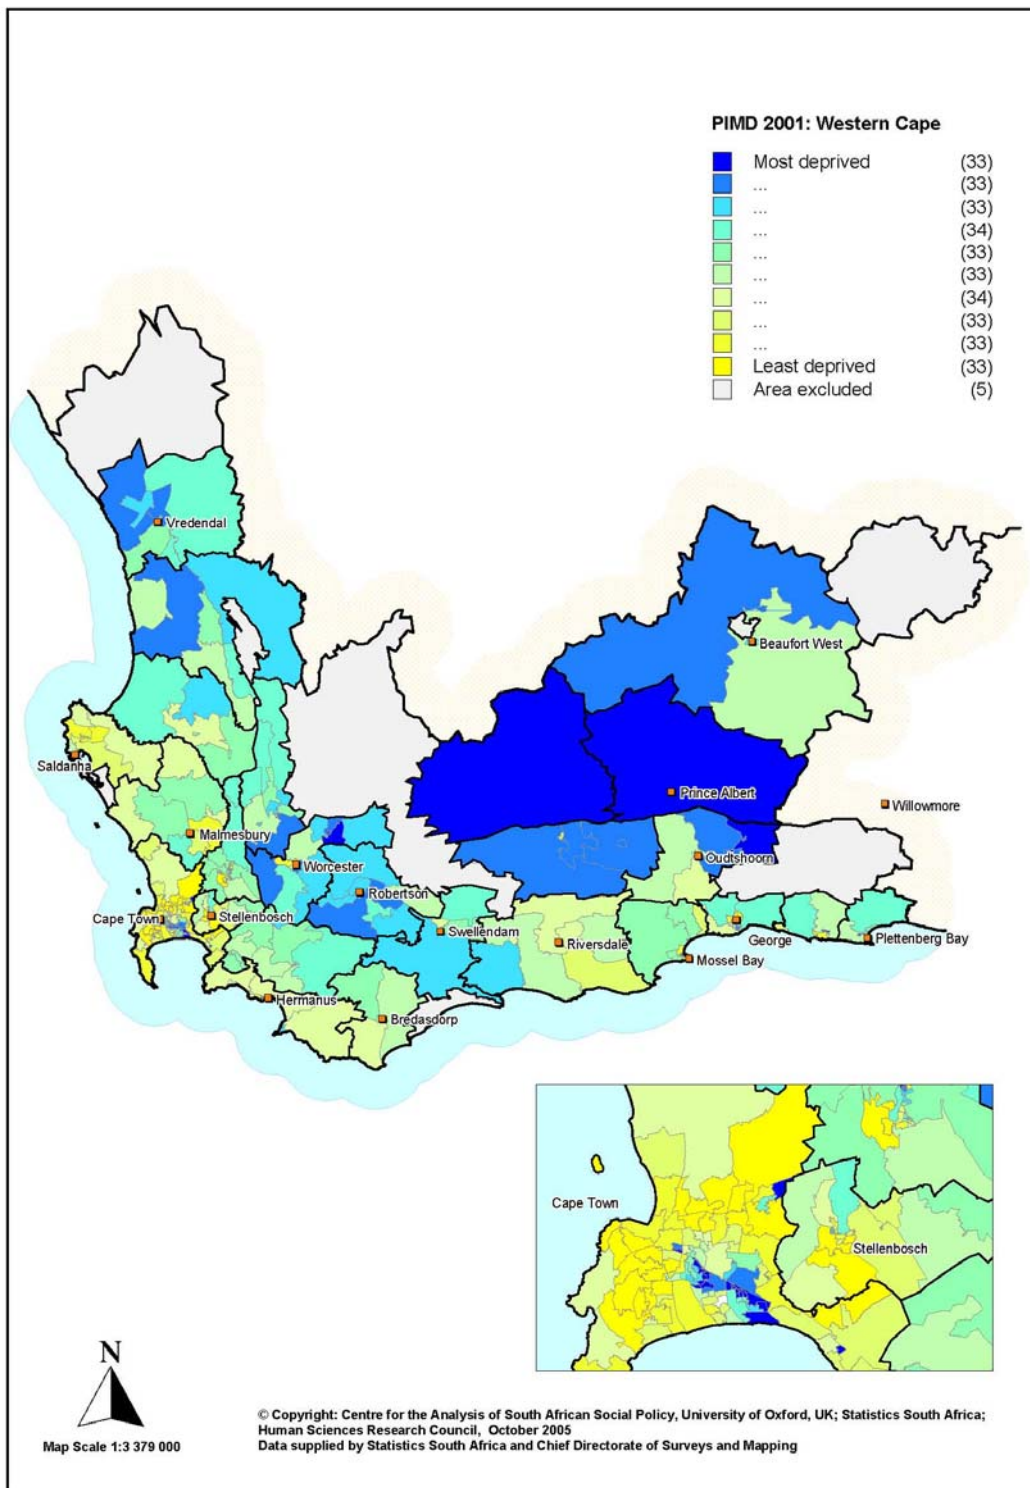 PIMD 2001: Western Cape
Most deprived (33)
... (33)
... (33)
... (34)
... (33)
... (33)
... (34)
... (33)
... (33)
Least deprived (33)
Area excluded (5)
Vredendal
Beaufort West
Saldanha
Prince Albert
Willowmore
Malmesbury
Oudtshoorn
Worcester
Robertson
Cape Town
Stellenbosch
Swellendam
Riversdale
George
Plettenberg Bay
Mossel Bay
Hermanus
Bredasdorp
Cape Town
Stellenbosch
N
Map Scale 1:3 379 000
© Copyright: Centre for the Analysis of South African Social Policy, University of Oxford, UK; Statistics South Africa;
Human Sciences Research Council, October 2005
Data supplied by Statistics South Africa and Chief Directorate of Surveys and Mapping